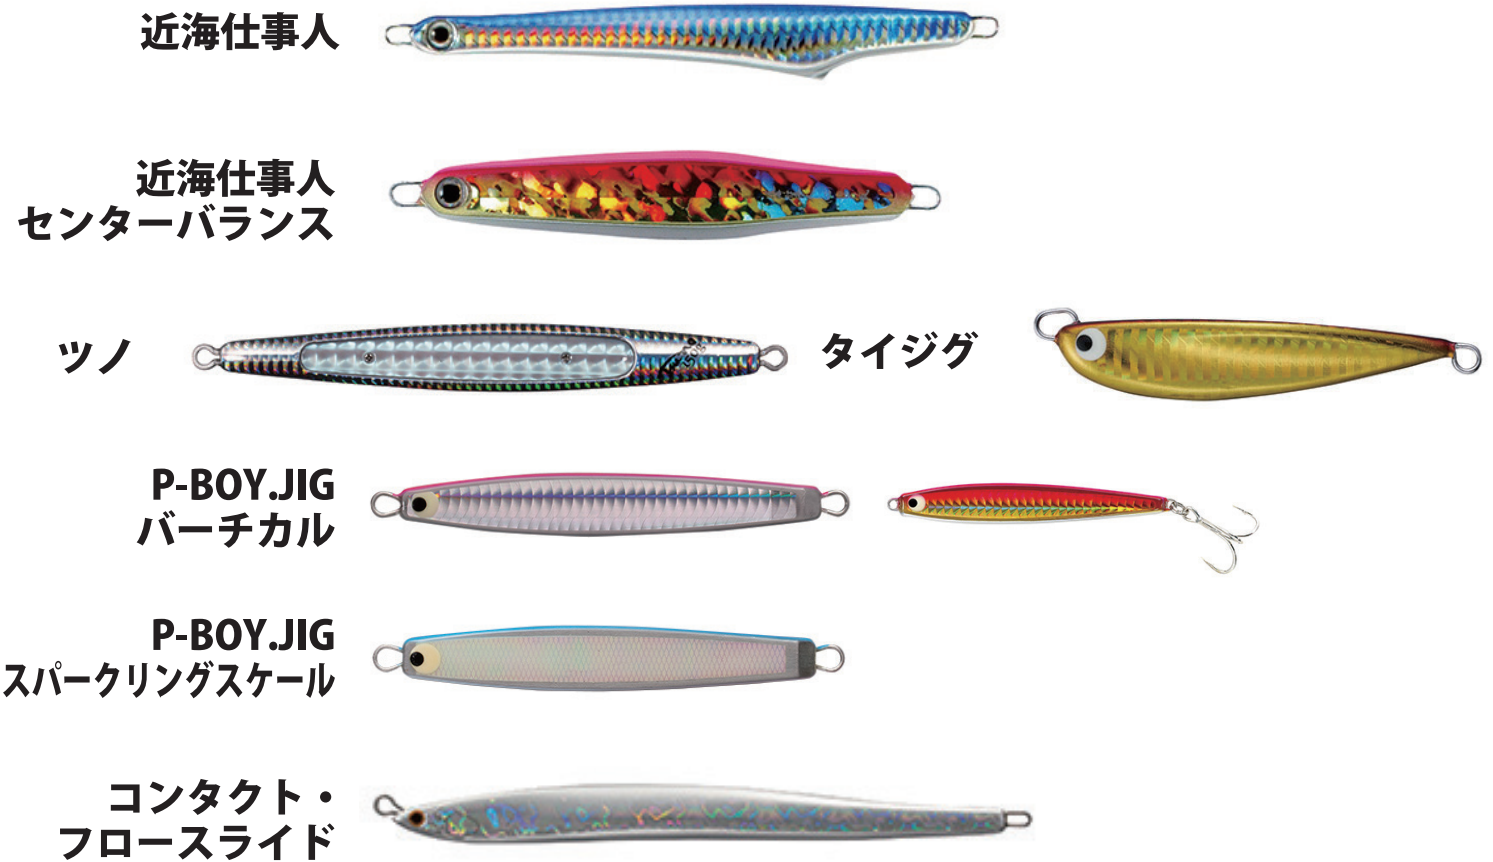 近海仕事人
近海仕事人
センターバランス
ツノ
タイジグ
P-BOY.JIG
バーチカル
P-BOY.JIG
スパークリングスケール
コンタクト・
フロースライド